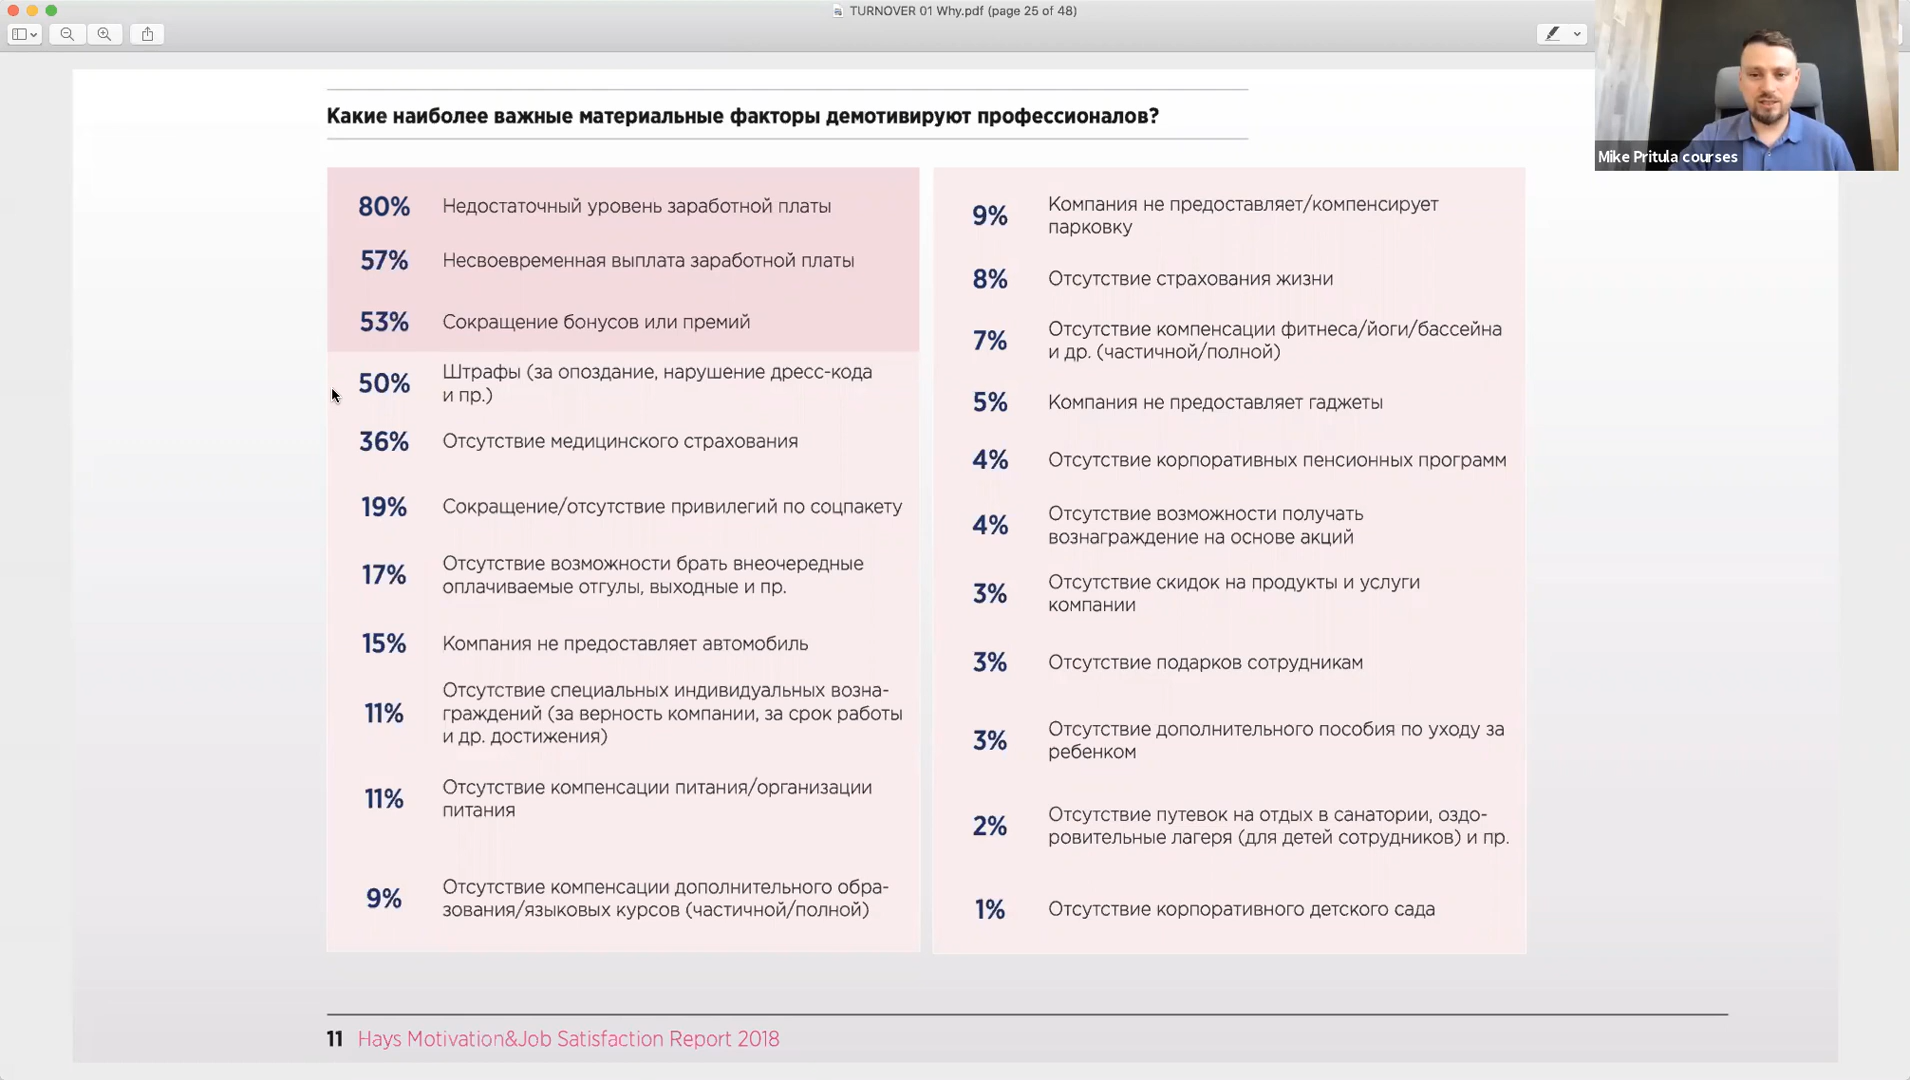 TURNOVER 01 Why.pdf (page 25 of 48)
Mike Pritula courses
Какие наиболее важные материальные факторы демотивируют профессионалов?
80% Недостаточный уровень заработной платы
57% Несвоевременная выплата заработной платы
53% Сокращение бонусов или премий
50% Штрафы (за опоздание, нарушение дресс-кода
и пр.)
36% Отсутствие медицинского страхования
19% Сокращение/отсутствие привилегий по соцпакету
17% Отсутствие возможности брать внеочередные
оплачиваемые отгулы, выходные и пр.
15% Компания не предоставляет автомобиль
11% Отсутствие специальных индивидуальных возна-
граждений (за верность компании, за срок работы
и др. достижения)
11% Отсутствие компенсации питания/организации
питания
9% Отсутствие компенсации дополнительного обра-
зования/языковых курсов (частичной/полной)
9% Компания не предоставляет/компенсирует
парковку
8% Отсутствие страхования жизни
7% Отсутствие компенсации фитнеса/йоги/бассейна
и др. (частичной/полной)
5% Компания не предоставляет гаджеты
4% Отсутствие корпоративных пенсионных программ
4% Отсутствие возможности получать
вознаграждение на основе акций
3% Отсутствие скидок на продукты и услуги
компании
3% Отсутствие подарков сотрудникам
3% Отсутствие дополнительного пособия по уходу за
ребенком
2% Отсутствие путевок на отдых в санатории, оздо-
ровительные лагеря (для детей сотрудников) и пр.
1% Отсутствие корпоративного детского сада
11 Hays Motivation&Job Satisfaction Report 2018